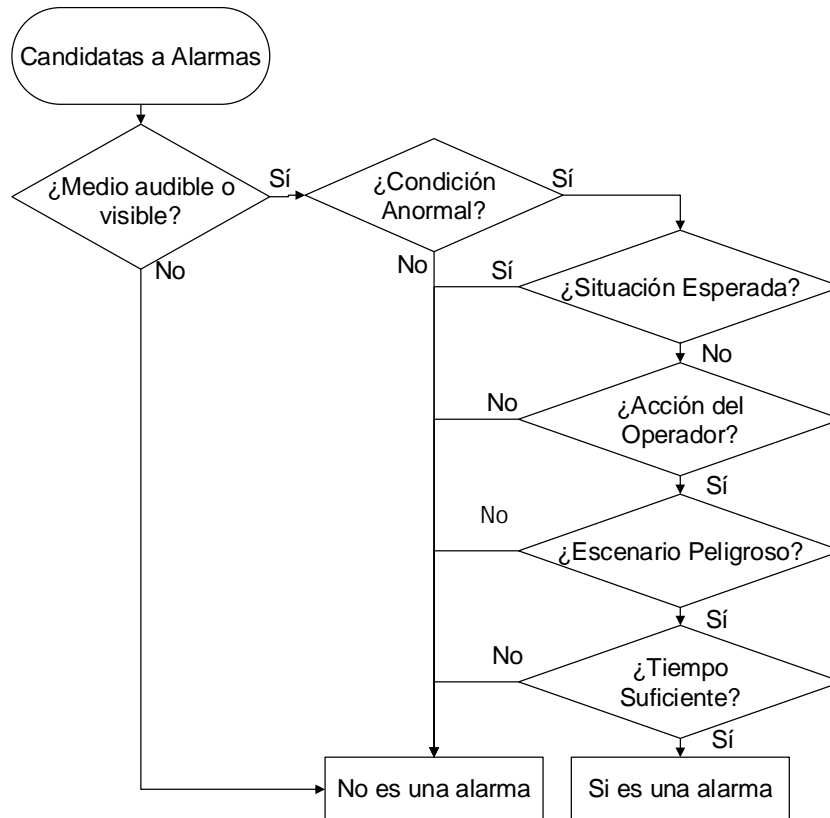 Candidatas a Alarmas
¿Medio audible o
visible?
Sí
No
¿Condición
Anormal?
Sí
No
¿Situación Esperada?
Sí
No
¿Acción del
Operador?
No
Sí
¿Escenario Peligroso?
No
Sí
¿Tiempo
Suficiente?
No
Sí
No es una alarma
Si es una alarma